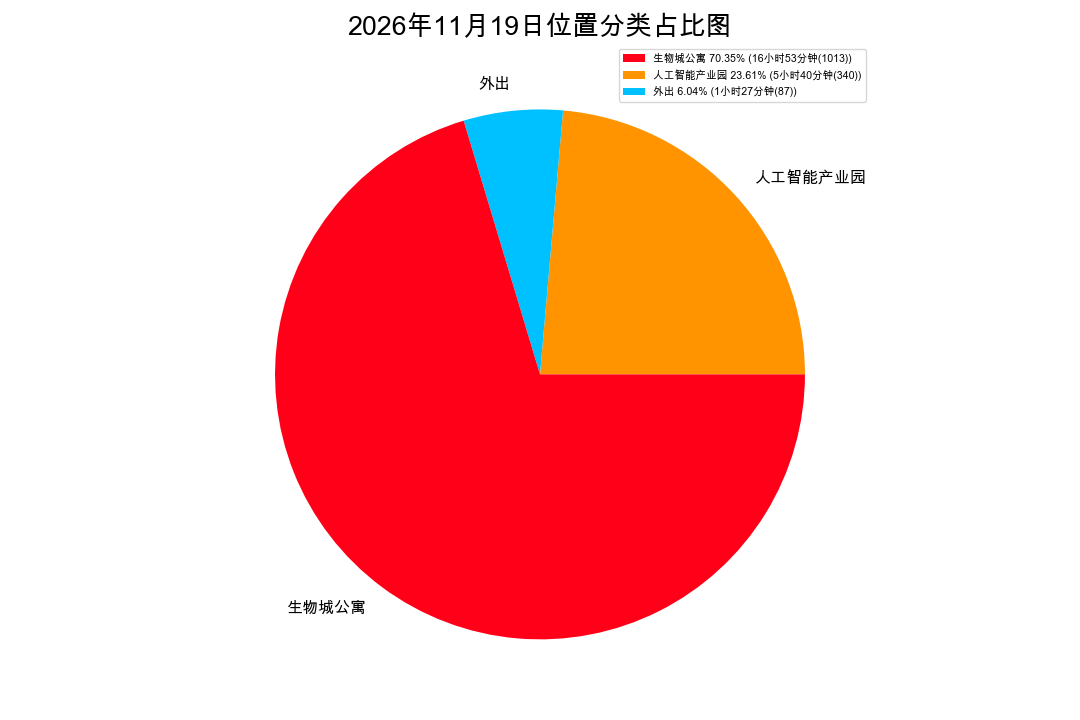 2026年11月19日位置分类占比图
生物城公寓 70.35% (16小时53分钟(1013))
人工智能产业园 23.61% (5小时40分钟(340))
外出 6.04% (1小时27分钟(87))
外出
人工智能产业园
生物城公寓